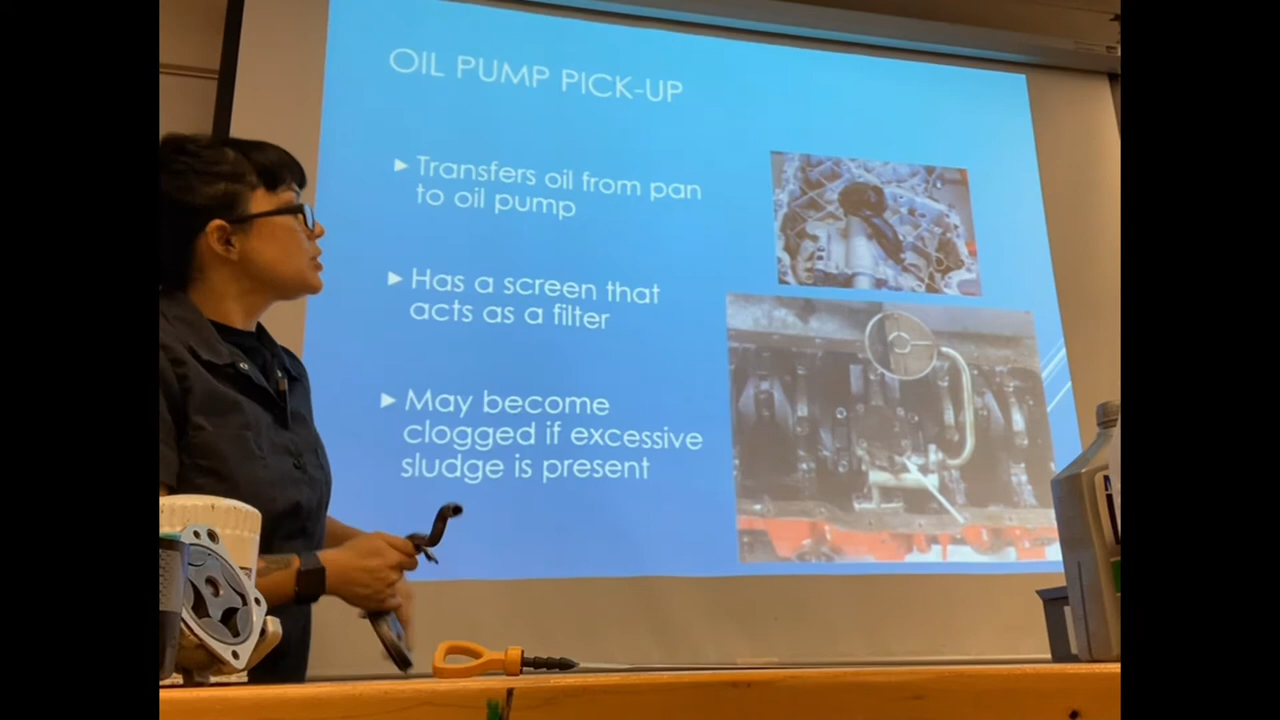 OIL PUMP PICK-UP
Transfers oil from pan
to oil pump
Has a screen that
acts as a filter
May become
clogged if excessive
sludge is present